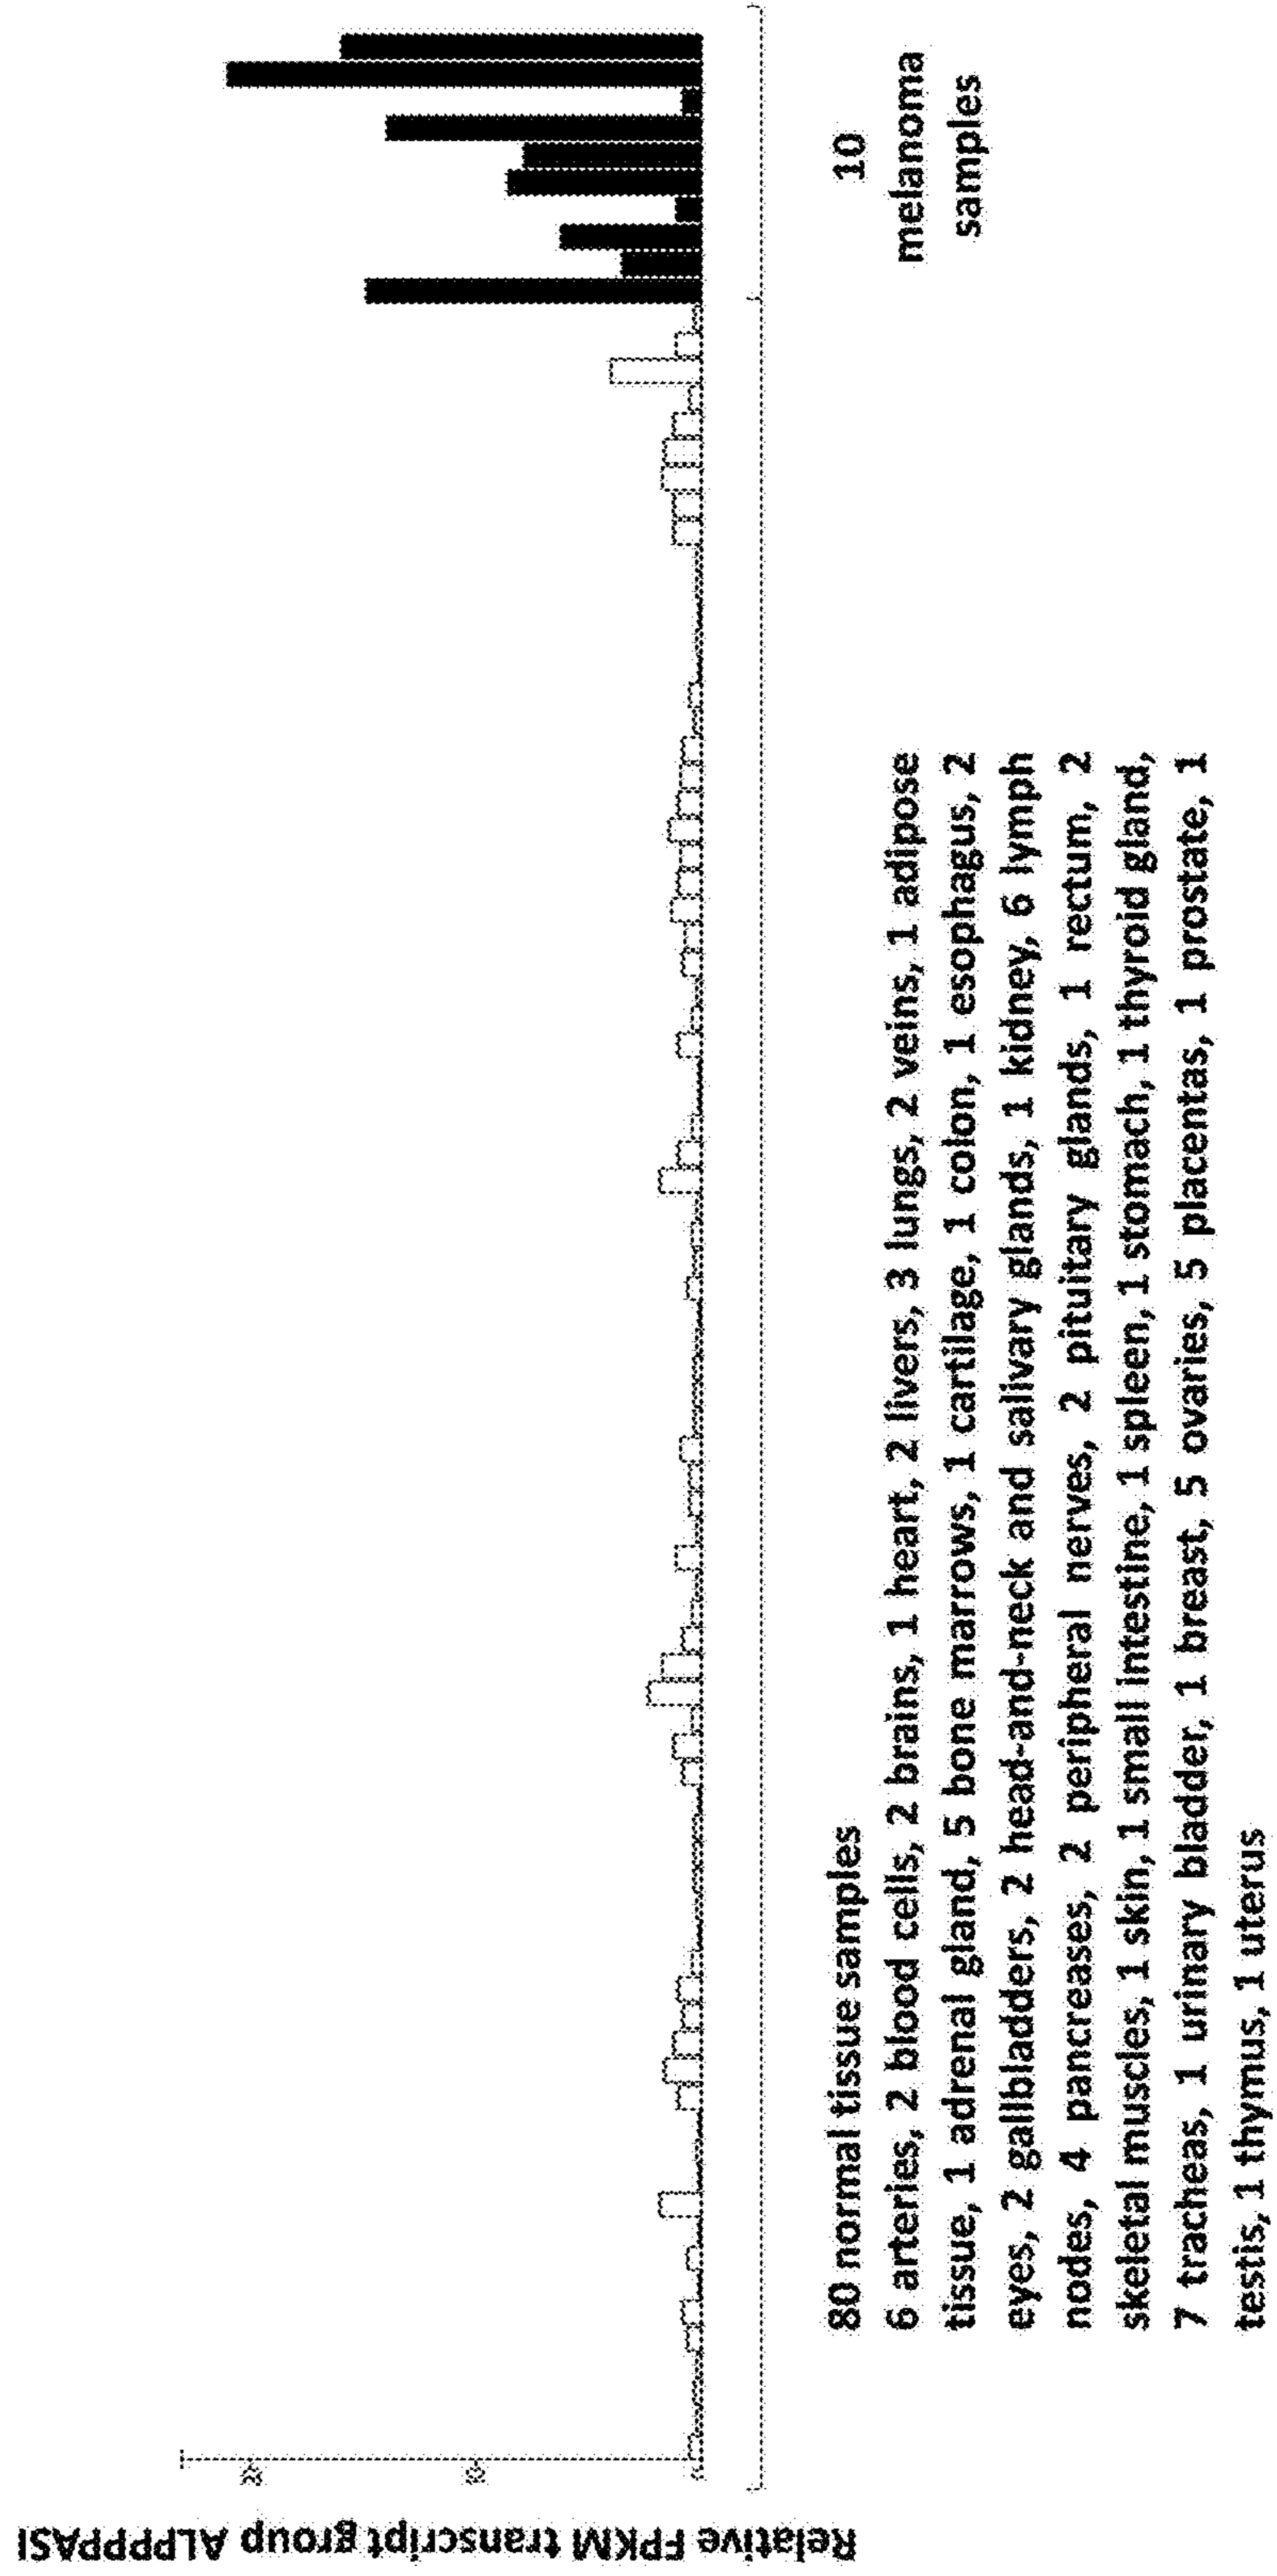 Relative FPKM transcript group ALPPPPASI
20
10
0
80 normal tissue samples
6 arteries, 2 blood cells, 2 brains, 1 heart, 2 livers, 3 lungs, 2 veins, 1 adipose
tissue, 1 adrenal gland, 5 bone marrows, 1 cartilage, 1 colon, 1 esophagus, 2
eyes, 2 gallbladders, 2 head-and-neck and salivary glands, 1 kidney, 6 lymph
nodes, 4 pancreases, 2 peripheral nerves, 2 pituitary glands, 1 rectum, 2
skeletal muscles, 1 skin, 1 small intestine, 1 spleen, 1 stomach, 1 thyroid gland,
7 tracheas, 1 urinary bladder, 1 breast, 5 ovaries, 5 placentas, 1 prostate, 1
testis, 1 thymus, 1 uterus
10
melanoma
samples